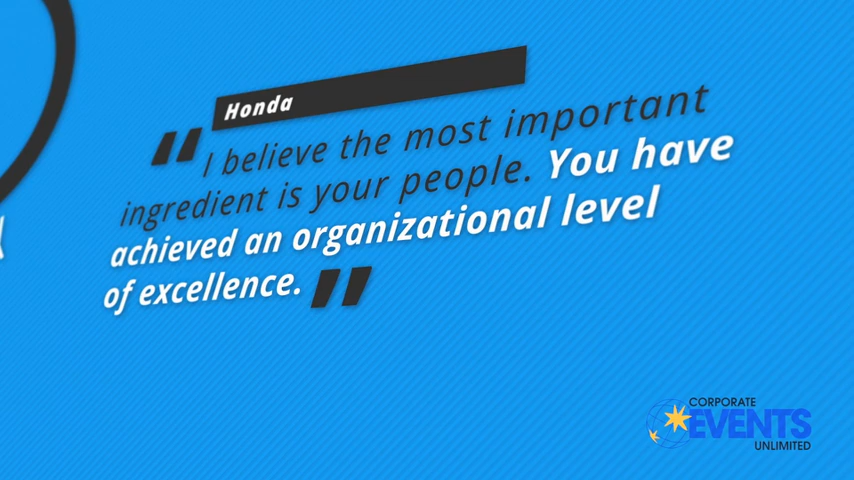 Honda
“I believe the most important
ingredient is your people. You have
achieved an organizational level
of excellence.”
CORPORATE
EVENTS
UNLIMITED